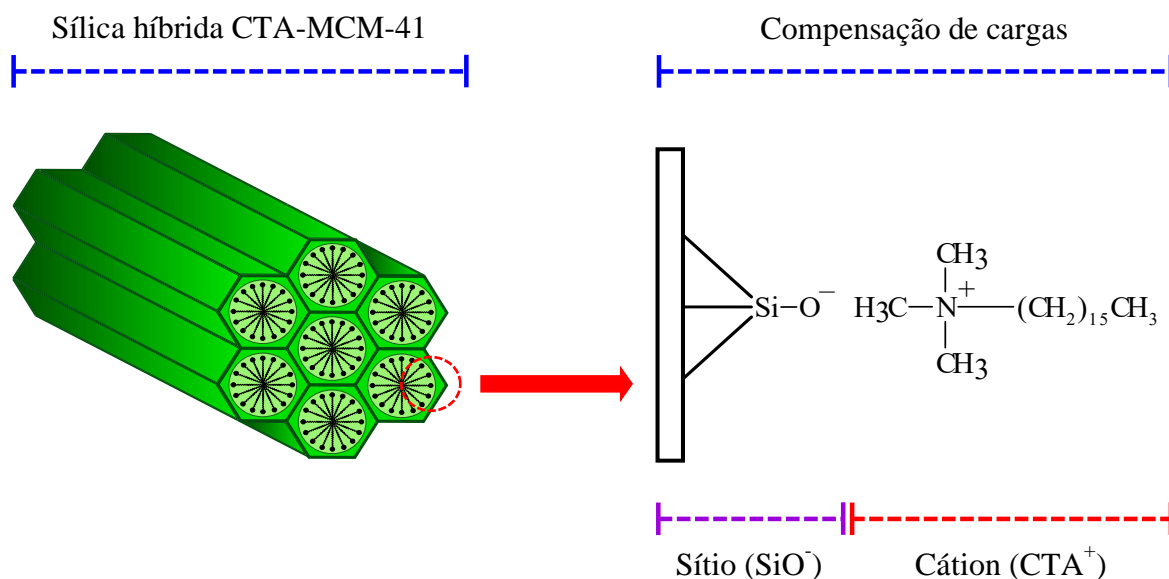 Sílica híbrida CTA-MCM-41
Compensação de cargas
CH3
Si–O⁻ H3C–N⁺–(CH₂)₁₅CH₃
CH3
Sítio (SiO⁻)
Cátion (CTA⁺)